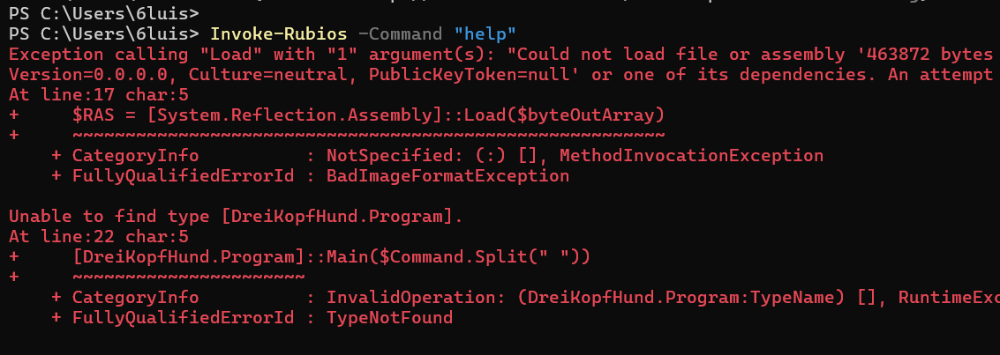 PS C:\Users\6luis>
PS C:\Users\6luis> Invoke-Rubios -Command "help"
Exception calling "Load" with "1" argument(s): "Could not load file or assembly '463872 bytes
Version=0.0.0.0, Culture=neutral, PublicKeyToken=null' or one of its dependencies. An attempt
At line:17 char:5
+     $RAS = [System.Reflection.Assembly]::Load($byteOutArray)
+     ~~~~~~~~~~~~~~~~~~~~~~~~~~~~~~~~~~~~~~~~~~~~~~~~~~~~~~~~
    + CategoryInfo          : NotSpecified: (:) [], MethodInvocationException
    + FullyQualifiedErrorId : BadImageFormatException

Unable to find type [DreiKopfHund.Program].
At line:22 char:5
+     [DreiKopfHund.Program]::Main($Command.Split(" "))
+     ~~~~~~~~~~~~~~~~~~~~~~
    + CategoryInfo          : InvalidOperation: (DreiKopfHund.Program:TypeName) [], RuntimeExc
    + FullyQualifiedErrorId : TypeNotFound